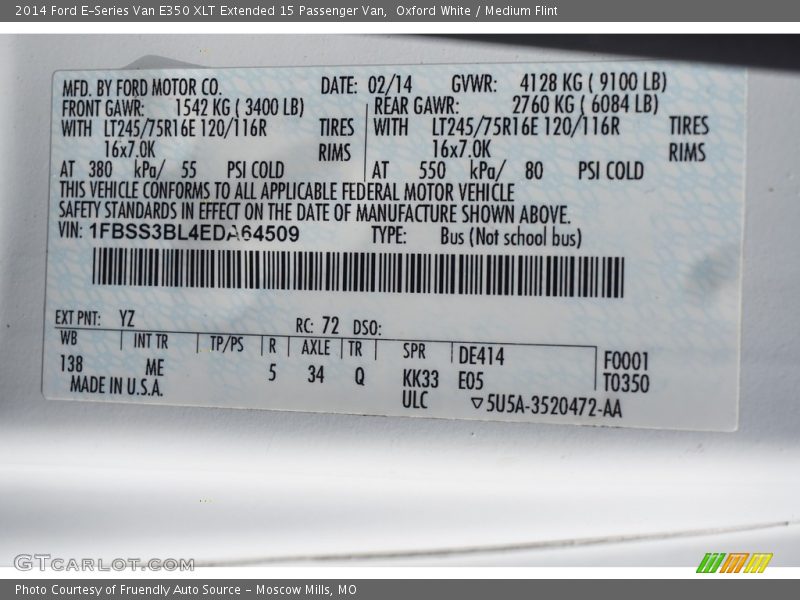 2014 Ford E-Series Van E350 XLT Extended 15 Passenger Van, Oxford White / Medium Flint
MFD. BY FORD MOTOR CO. DATE: 02/14 GVWR: 4128 KG ( 9100 LB)
FRONT GAWR: 1542 KG ( 3400 LB) REAR GAWR: 2760 KG ( 6084 LB)
WITH LT245/75R16E 120/116R TIRES WITH LT245/75R16E 120/116R TIRES
16x7.0K RIMS 16x7.0K RIMS
AT 380 kPa/ 55 PSI COLD AT 550 kPa/ 80 PSI COLD
THIS VEHICLE CONFORMS TO ALL APPLICABLE FEDERAL MOTOR VEHICLE
SAFETY STANDARDS IN EFFECT ON THE DATE OF MANUFACTURE SHOWN ABOVE.
VIN: 1FBSS3BL4EDA64509 TYPE: Bus (Not school bus)
EXT PNT: YZ RC: 72 DSO:
WB INT TR TP/PS R AXLE TR SPR DE414 F0001
138 ME 5 34 Q KK33 E05 T0350
MADE IN U.S.A. ULC ▽5U5A-3520472-AA
GTCARLOT.COM
Photo Courtesy of Fruendly Auto Source - Moscow Mills, MO